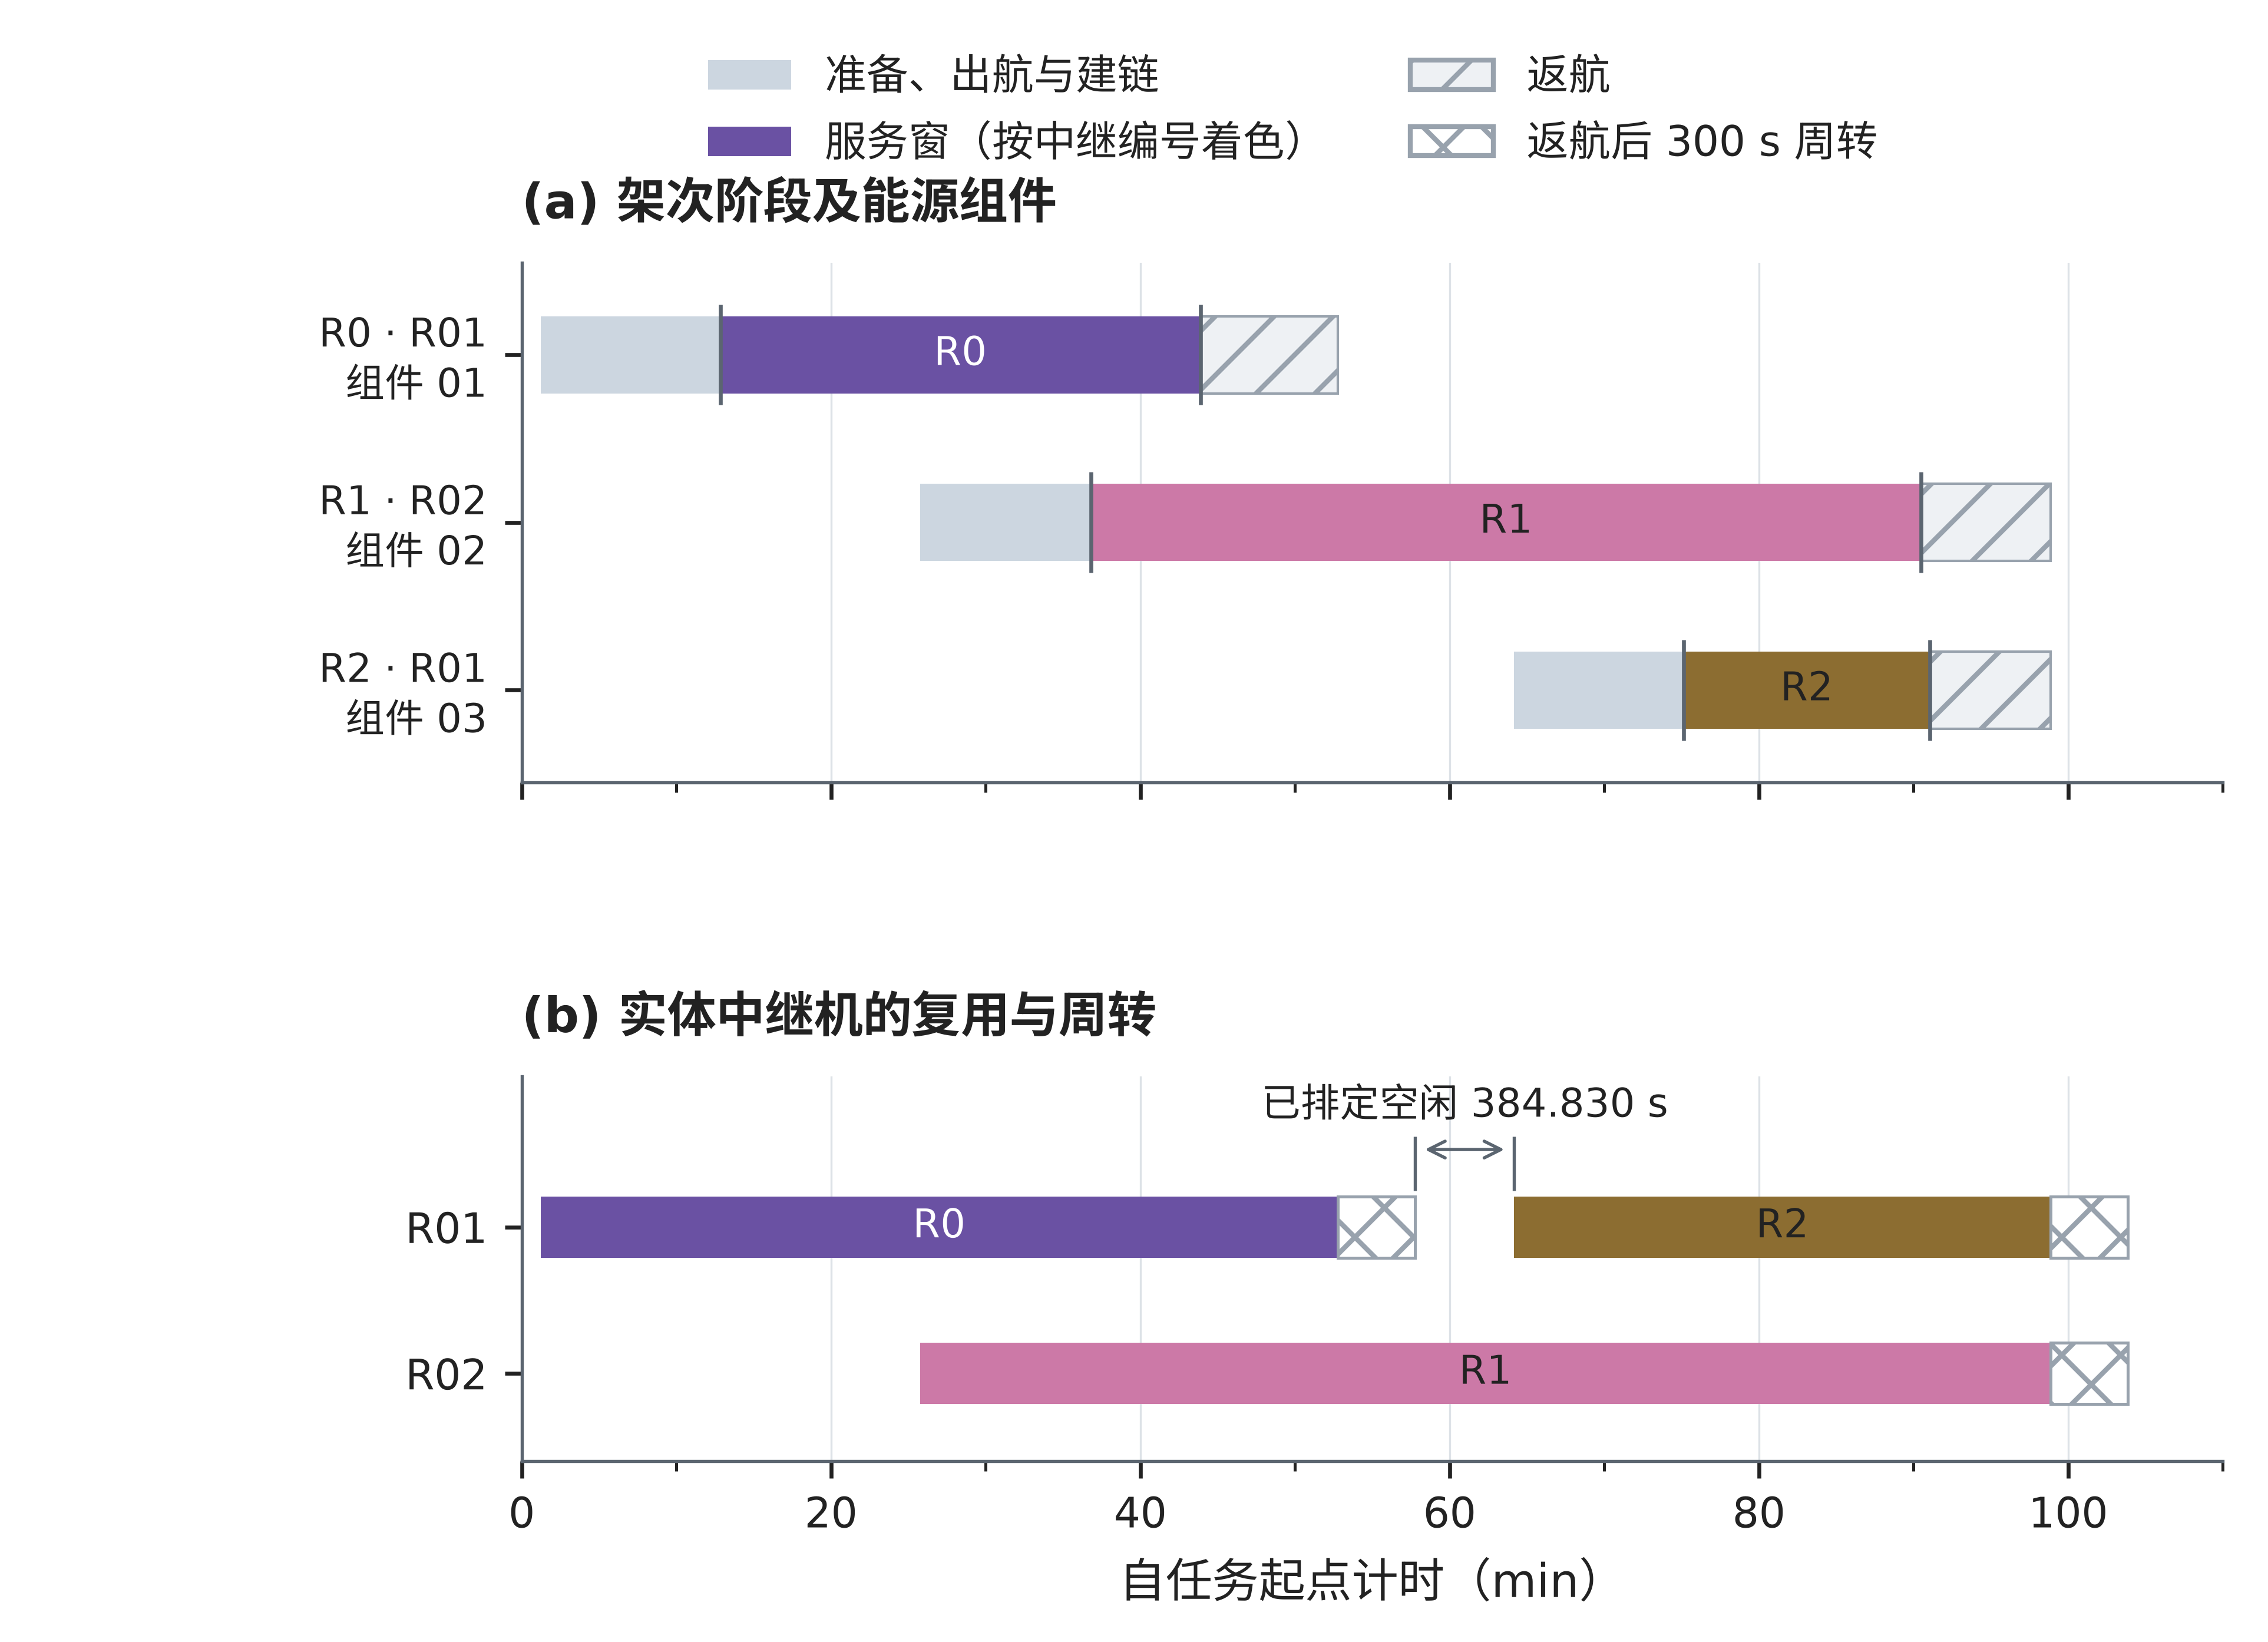 准备、出航与建链
返航
服务窗（按中继编号着色）
返航后 300 s 周转
(a) 架次阶段及能源组件
R0 · R01
组件 01
R0
R1 · R02
组件 02
R1
R2 · R01
组件 03
R2
(b) 实体中继机的复用与周转
已排定空闲 384.830 s
R01
R0
R2
R02
R1
0 20 40 60 80 100
自任务起点计时（min）